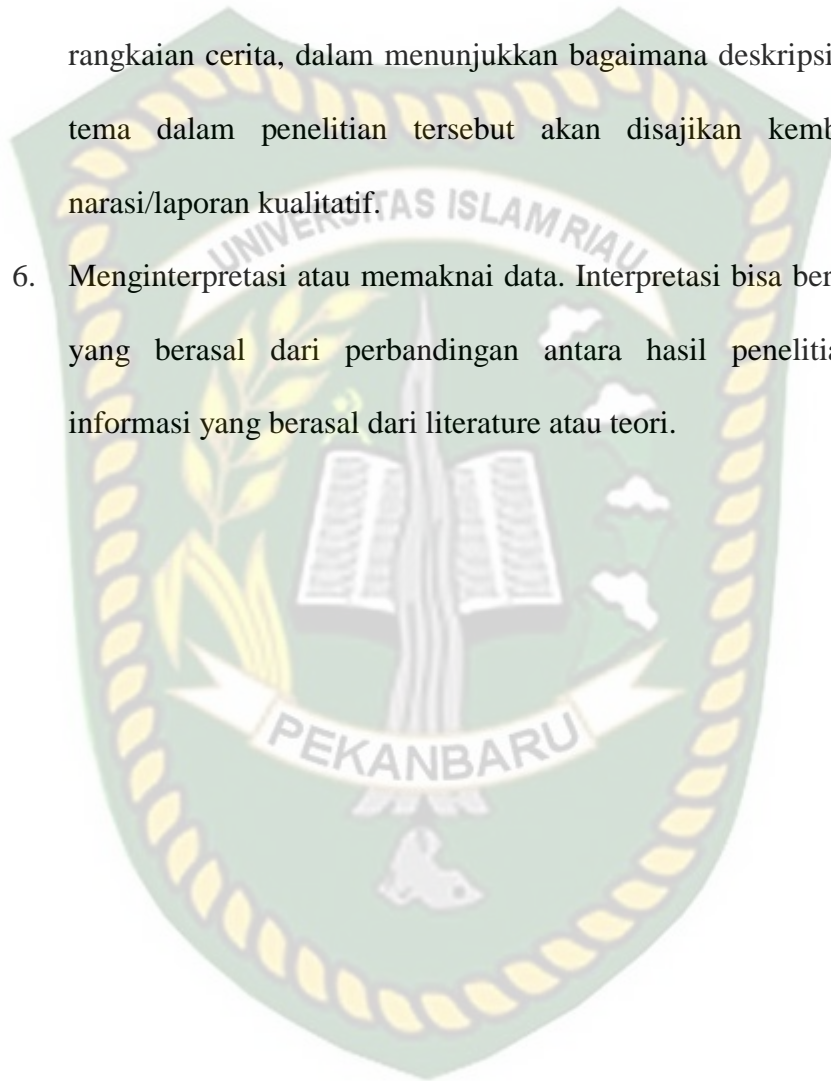 rangkaian cerita, dalam menunjukkan bagaimana deskripsi
tema dalam penelitian tersebut akan disajikan kemb
narasi/laporan kualitatif.
UNIVERSITAS ISLAM RIAU
6. Menginterpretasi atau memaknai data. Interpretasi bisa ber
yang berasal dari perbandingan antara hasil penelitia
informasi yang berasal dari literature atau teori.
PEKANBARU